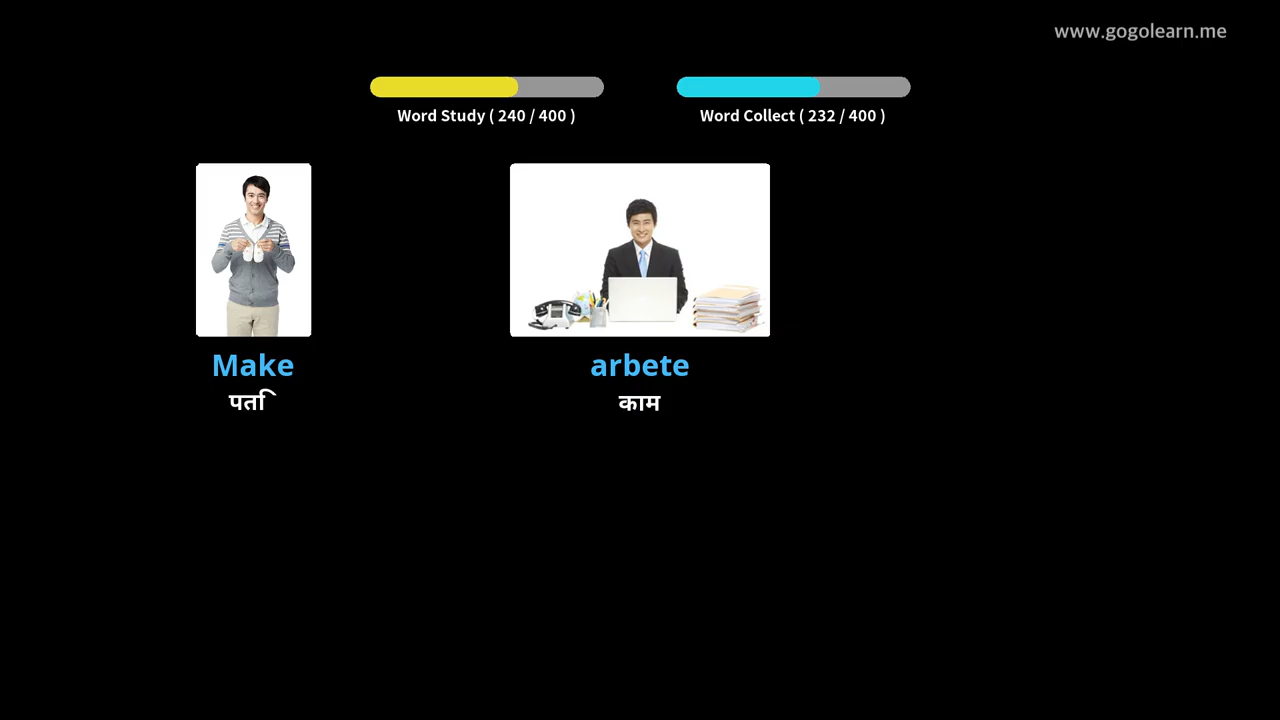 www.gogolearn.me
Word Study ( 240 / 400 )
Word Collect ( 232 / 400 )
Make
पति
arbete
काम